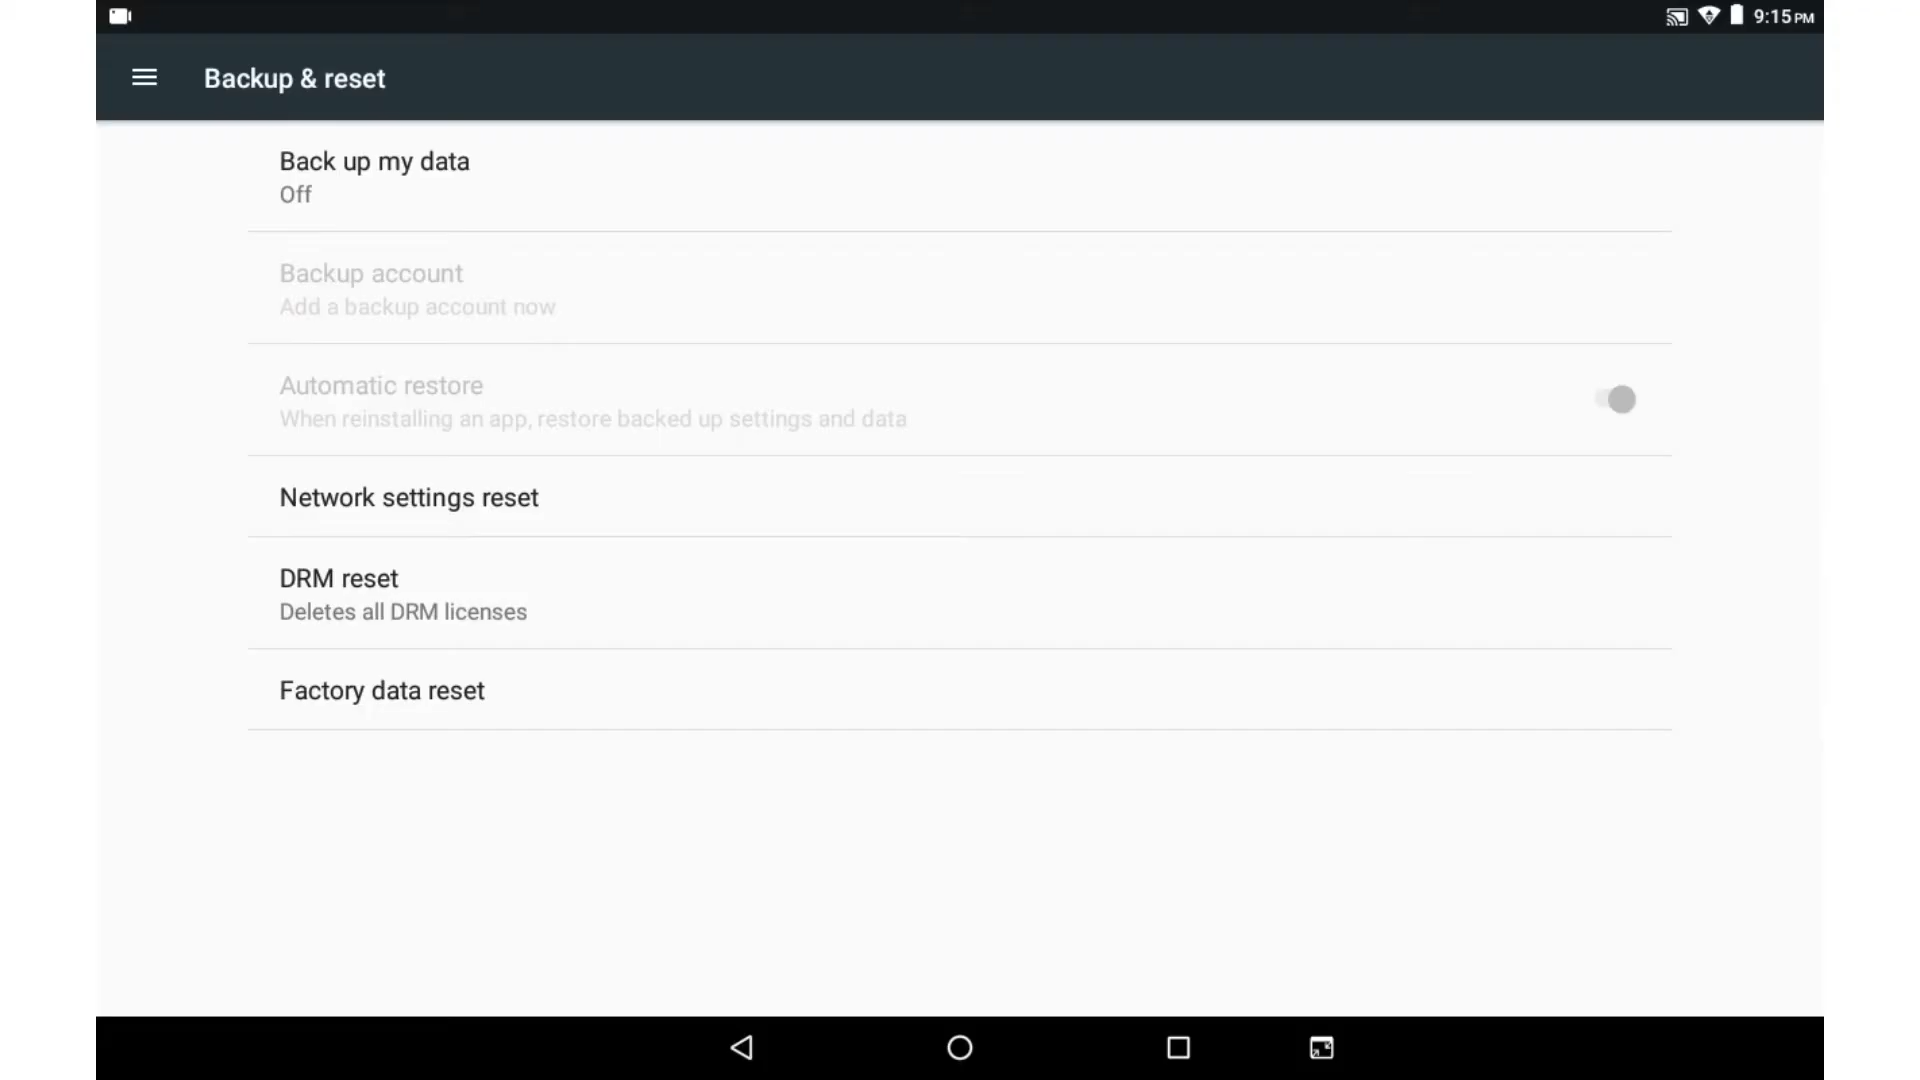 9:15 PM
Backup & reset
Back up my data
Off
Backup account
Add a backup account now
Automatic restore
When reinstalling an app, restore backed up settings and data
Network settings reset
DRM reset
Deletes all DRM licenses
Factory data reset